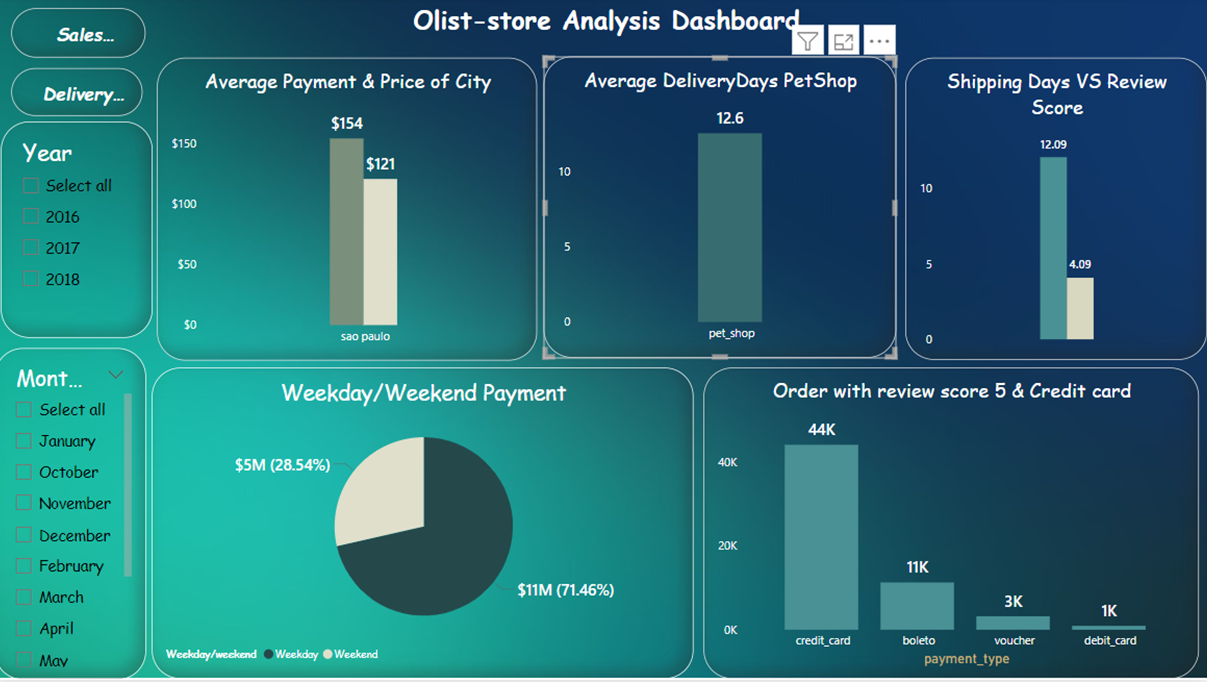 Olist-store Analysis Dashboard
Sales...
Delivery...
Year
Select all
2016
2017
2018
Mont...
Select all
January
October
November
December
February
March
April
May
Average Payment & Price of City
$154
$121
$150
$100
$50
$0
sao paulo
Average DeliveryDays PetShop
12.6
10
5
0
pet_shop
Shipping Days VS Review
Score
12.09
10
5
4.09
0
Weekday/Weekend Payment
$5M (28.54%)
$11M (71.46%)
Weekday/weekend Weekday Weekend
Order with review score 5 & Credit card
44K
40K
20K
11K
3K
1K
0K
credit_card boleto voucher debit_card
payment_type